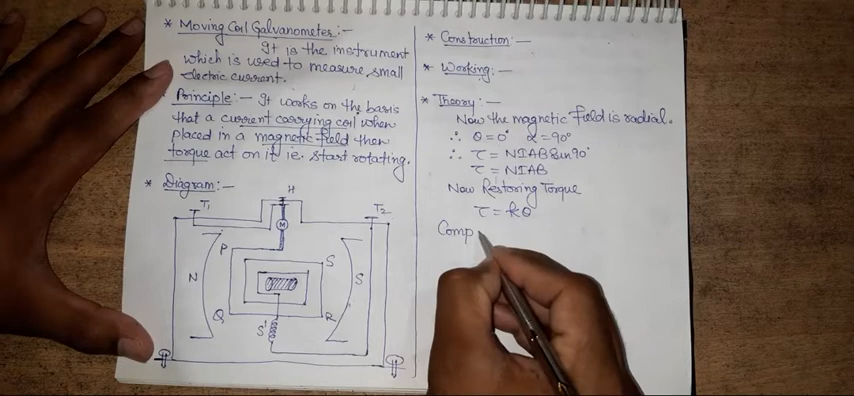 * Moving Coil Galvanometer:-
It is the instrument
which is used to measure small
electric current.
Principle:- It works on the basis
that a current carrying coil when
placed in a magnetic field then
torque act on it ie. start rotating.
* Diagram:-
H
T1
T2
M
P
S
N
S
Q
R
S'
* Construction:-
* Working:-
* Theory:-
Now the magnetic field is radial.
∴ θ=0° α=90°
∴ τ = NIAB Sin90°
τ = NIAB
Now Restoring Torque
τ = kθ
Comp